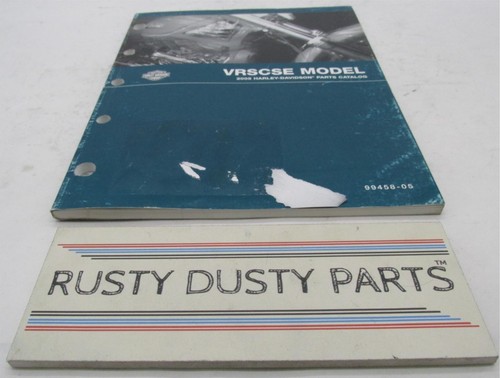 VRSCSE MODEL
2005 HARLEY-DAVIDSON® PARTS CATALOG
99458-05
RUSTY DUSTY PARTS™